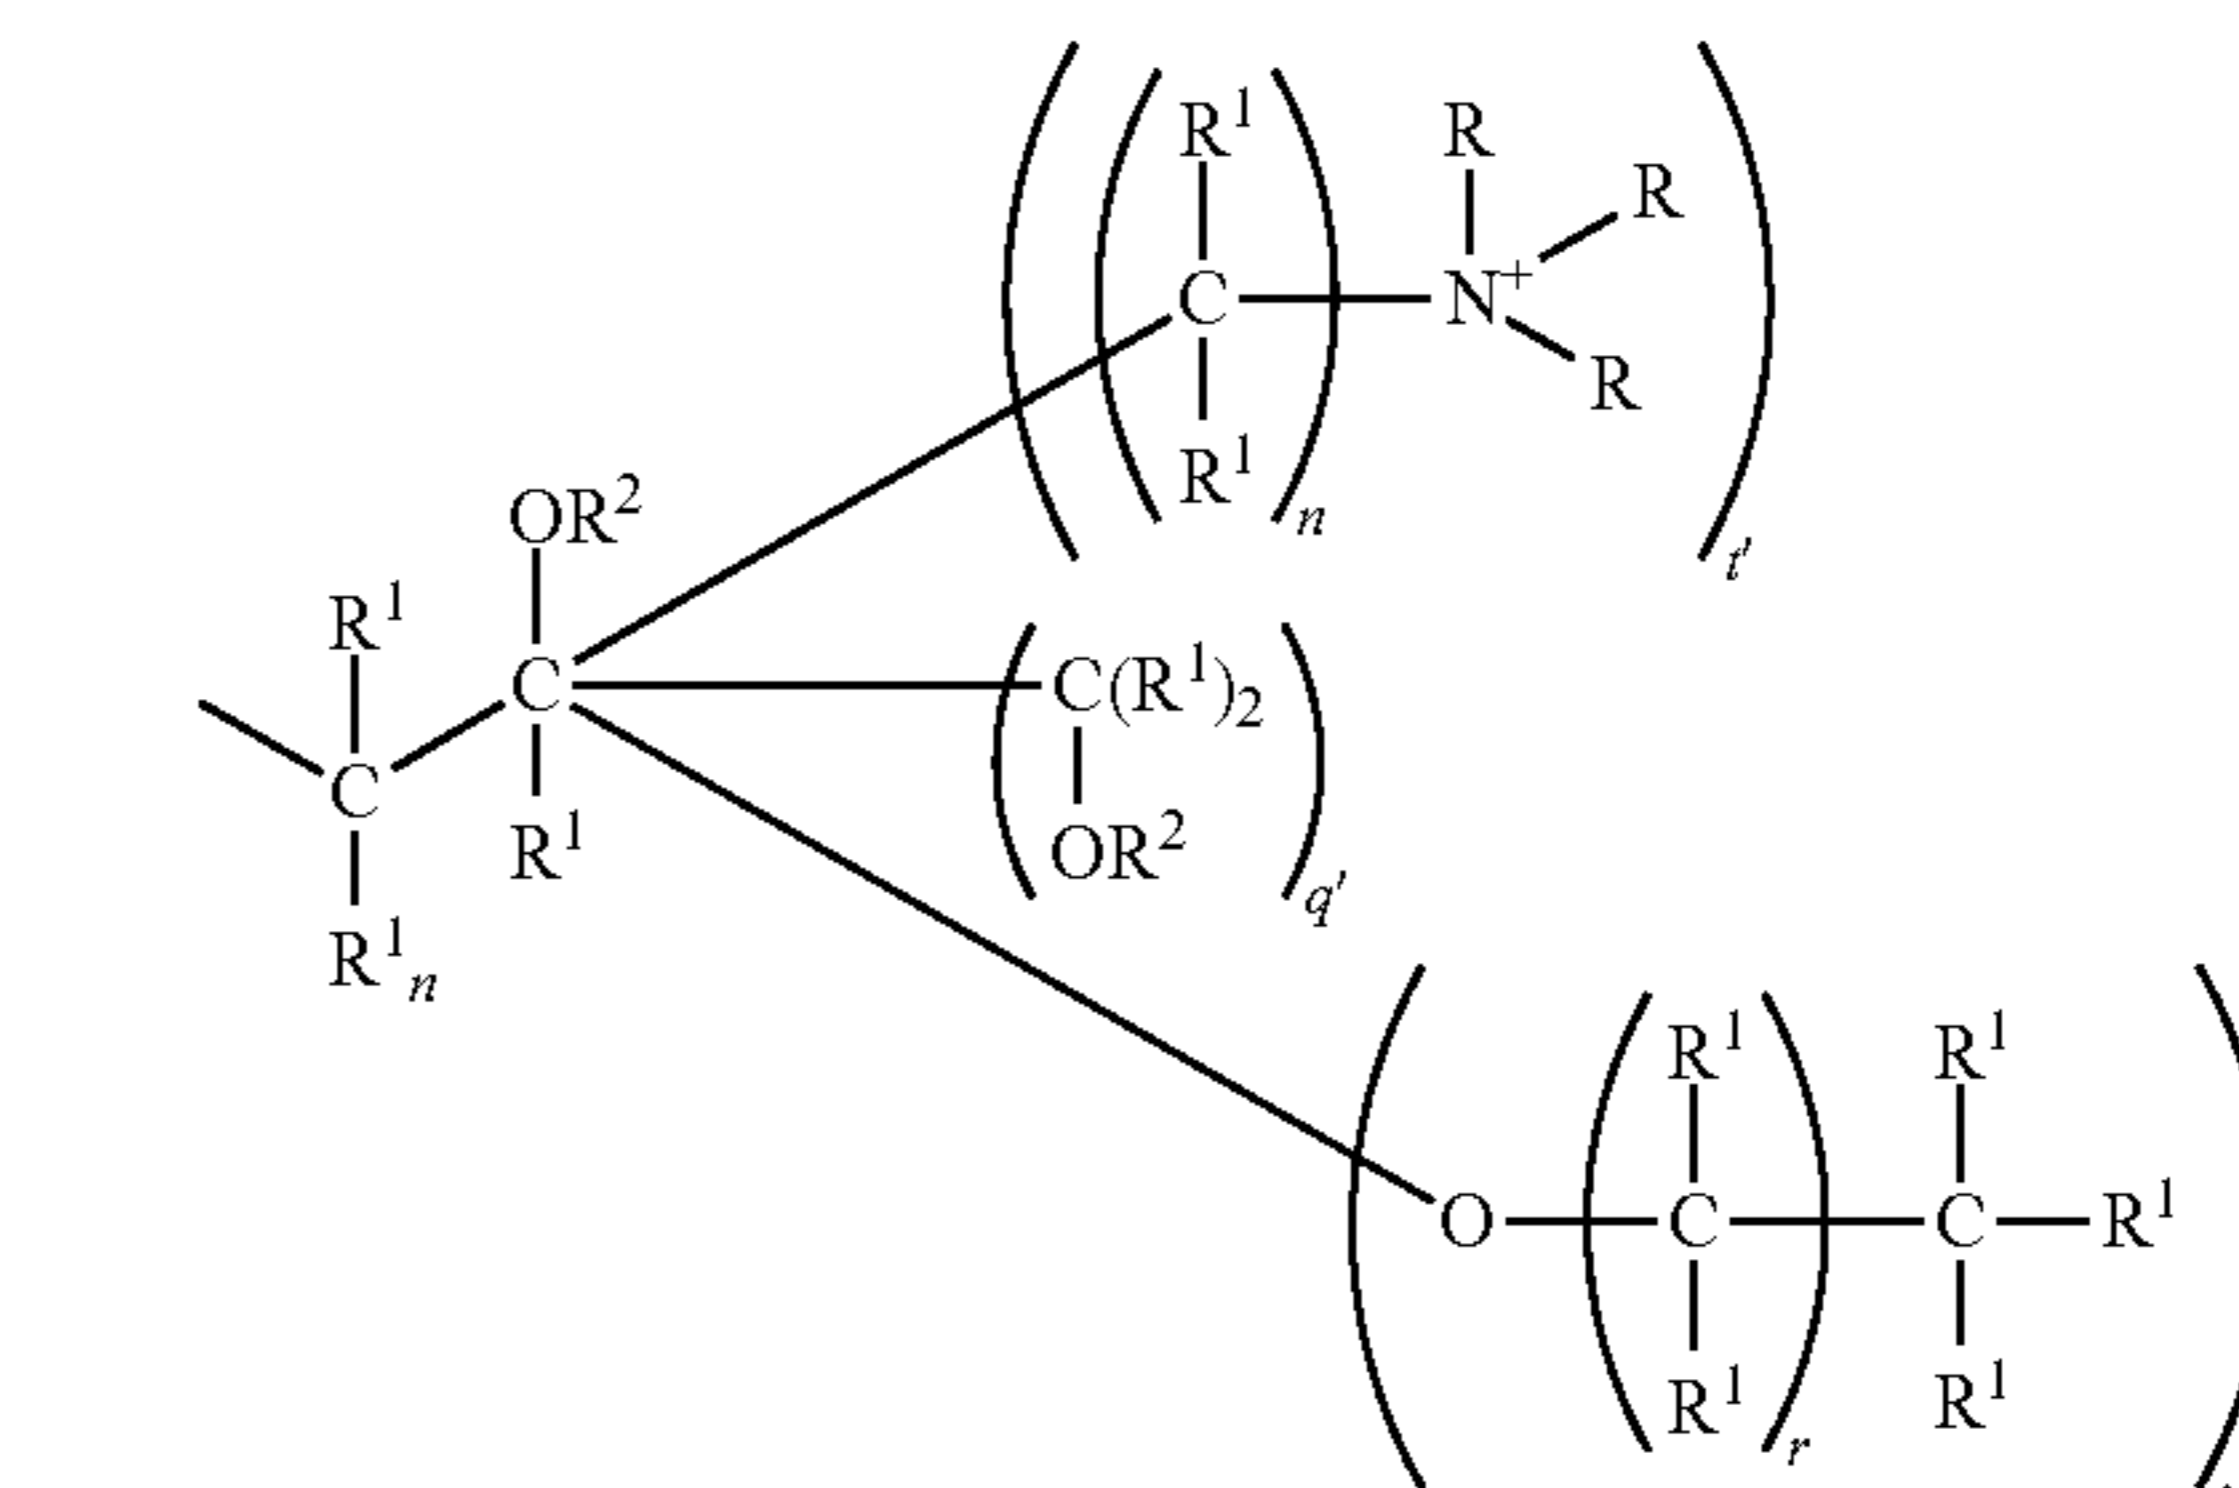 R¹ R
R
C N⁺
R
R¹ n
t'
OR²
R¹
C C(R¹)₂
C
R¹ OR²
q'
R¹n
R¹ R¹
O C C R¹
R¹ R¹
r